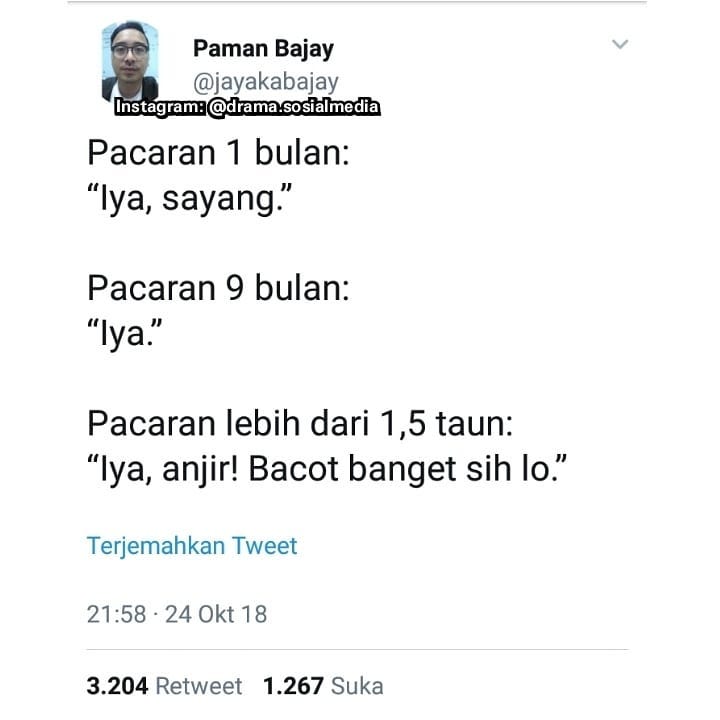 Paman Bajay
@jayakabajay
Instagram: @drama.sosialmedia
Pacaran 1 bulan:
“Iya, sayang.”
Pacaran 9 bulan:
“Iya.”
Pacaran lebih dari 1,5 taun:
“Iya, anjir! Bacot banget sih lo.”
Terjemahkan Tweet
21:58 · 24 Okt 18
3.204 Retweet 1.267 Suka